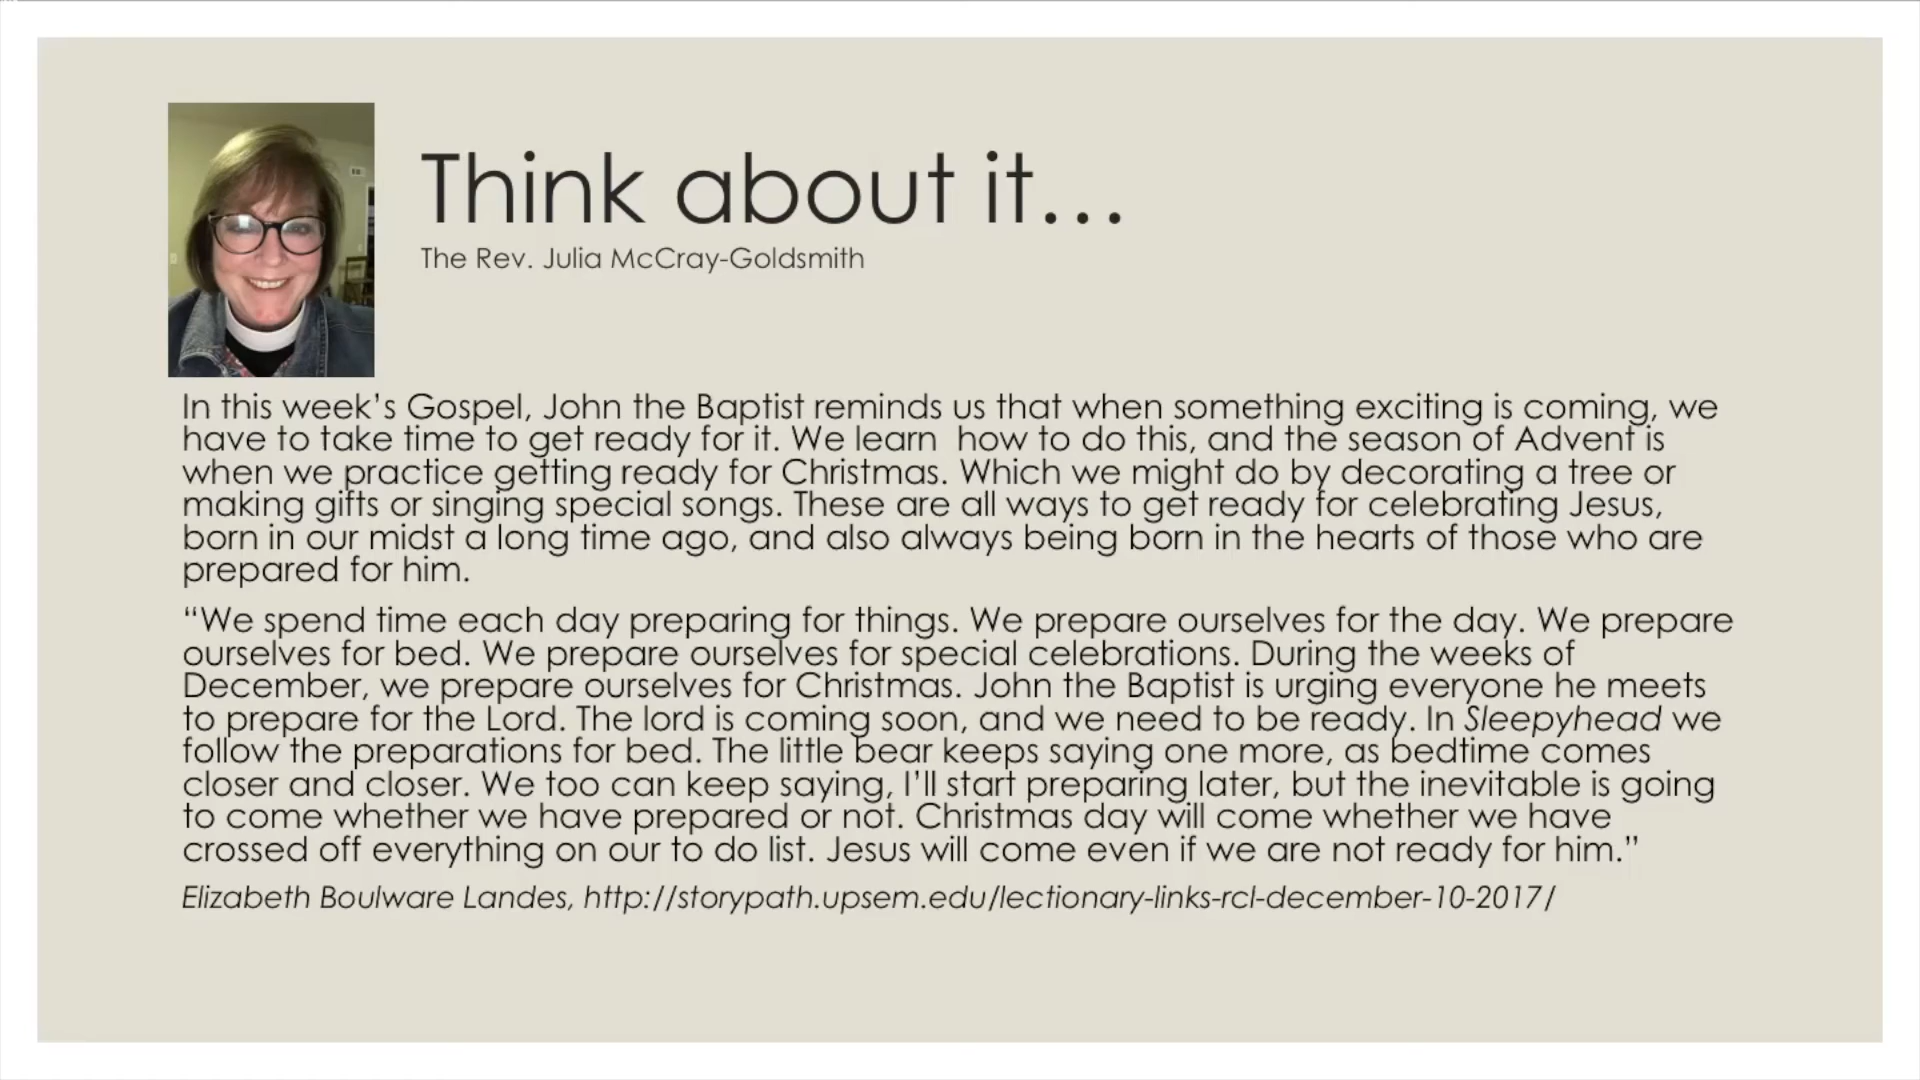 Think about it...
The Rev. Julia McCray-Goldsmith
In this week’s Gospel, John the Baptist reminds us that when something exciting is coming, we
have to take time to get ready for it. We learn  how to do this, and the season of Advent is
when we practice getting ready for Christmas. Which we might do by decorating a tree or
making gifts or singing special songs. These are all ways to get ready for celebrating Jesus,
born in our midst a long time ago, and also always being born in the hearts of those who are
prepared for him.
“We spend time each day preparing for things. We prepare ourselves for the day. We prepare
ourselves for bed. We prepare ourselves for special celebrations. During the weeks of
December, we prepare ourselves for Christmas. John the Baptist is urging everyone he meets
to prepare for the Lord. The lord is coming soon, and we need to be ready. In Sleepyhead we
follow the preparations for bed. The little bear keeps saying one more, as bedtime comes
closer and closer. We too can keep saying, I’ll start preparing later, but the inevitable is going
to come whether we have prepared or not. Christmas day will come whether we have
crossed off everything on our to do list. Jesus will come even if we are not ready for him.”
Elizabeth Boulware Landes, http://storypath.upsem.edu/lectionary-links-rcl-december-10-2017/